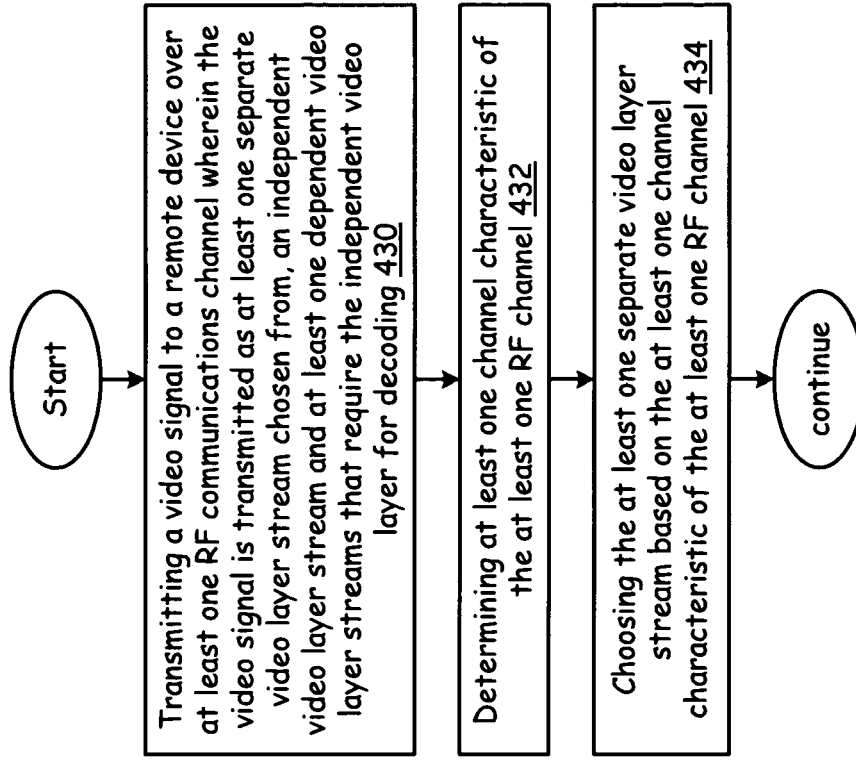 Start
Transmitting a video signal to a remote device over
at least one RF communications channel wherein the
video signal is transmitted as at least one separate
video layer stream chosen from, an independent
video layer stream and at least one dependent video
layer streams that require the independent video
layer for decoding 430
Determining at least one channel characteristic of
the at least one RF channel 432
Choosing the at least one separate video layer
stream based on the at least one channel
characteristic of the at least one RF channel 434
continue